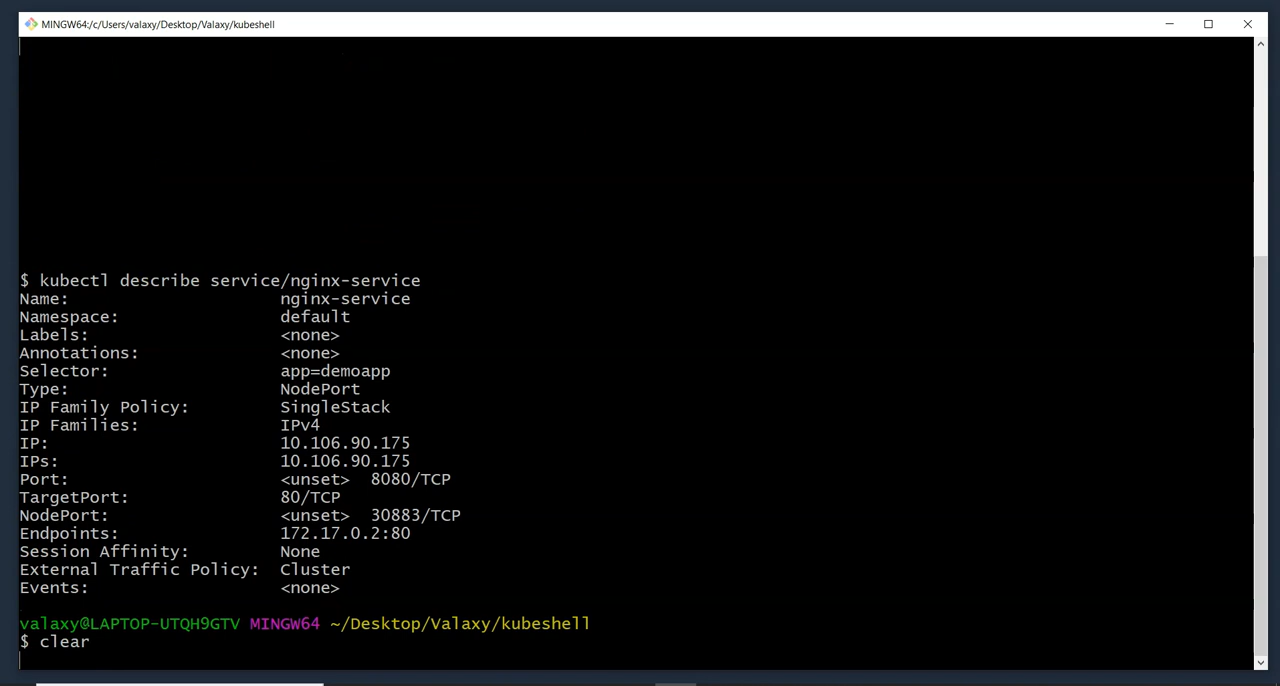 MINGW64:/c/Users/valaxy/Desktop/Valaxy/kubeshell
$ kubectl describe service/nginx-service
Name:                     nginx-service
Namespace:                default
Labels:                   <none>
Annotations:              <none>
Selector:                 app=demoapp
Type:                     NodePort
IP Family Policy:         SingleStack
IP Families:              IPv4
IP:                       10.106.90.175
IPs:                      10.106.90.175
Port:                     <unset>  8080/TCP
TargetPort:               80/TCP
NodePort:                 <unset>  30883/TCP
Endpoints:                172.17.0.2:80
Session Affinity:         None
External Traffic Policy:  Cluster
Events:                   <none>
valaxy@LAPTOP-UTQH9GTV MINGW64 ~/Desktop/Valaxy/kubeshell
$ clear